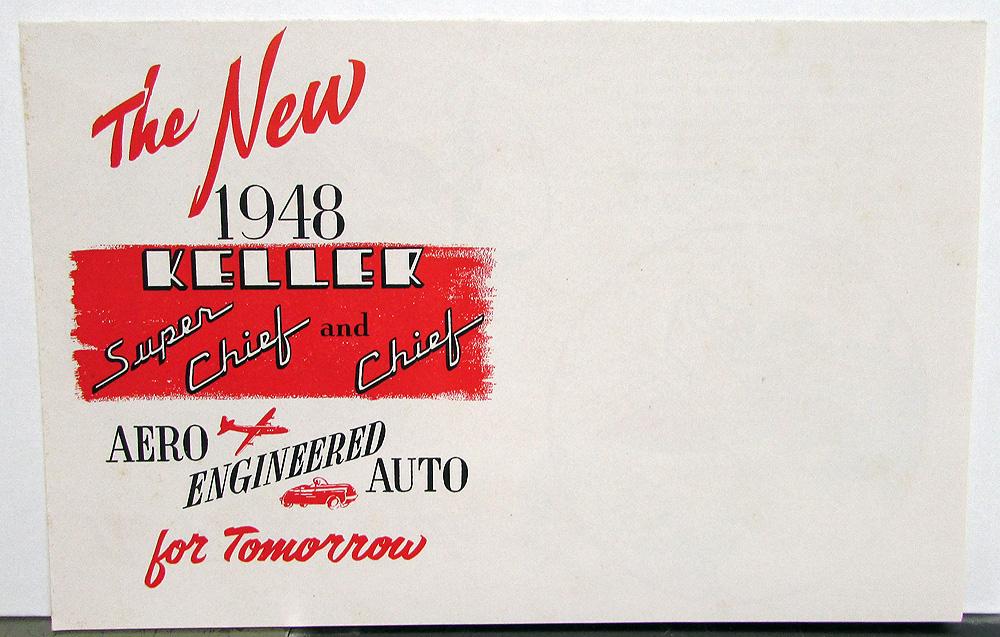 The New
1948
KELLER
Super Chief and Chief
AERO ENGINEERED AUTO
for Tomorrow